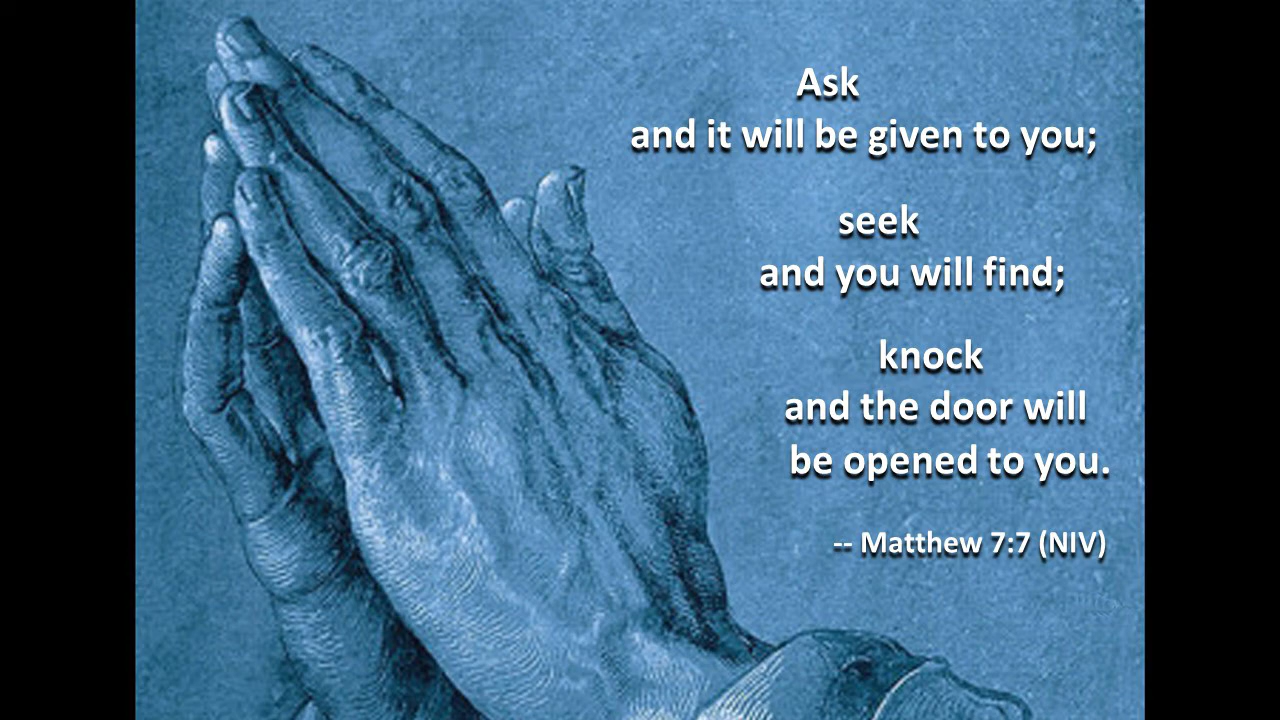 Ask
and it will be given to you;
seek
and you will find;
knock
and the door will
be opened to you.
-- Matthew 7:7 (NIV)